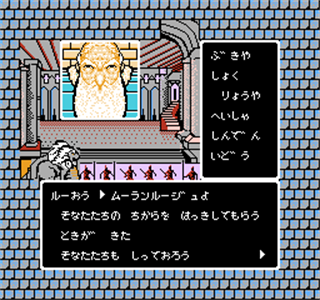 ぶきや
しょく
りょうや
へいしゃ
しんでん
いどう
ルーおう▶ムーランルージュよ
そなたたちの ちからを はっきしてもらう
ときが きた
そなたたちも しっておろう ▶